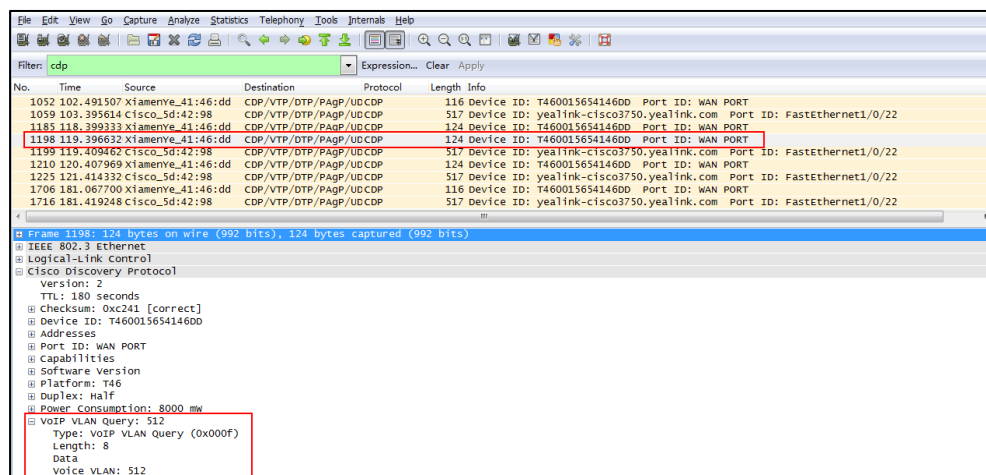 File Edit View Go Capture Analyze Statistics Telephony Tools Internals Help
Filter: cdp Expression... Clear Apply
No. Time Source Destination Protocol Length Info
1052 102.491507 XiamenYe_41:46:dd CDP/VTP/DTP/PAgP/UD CDP 116 Device ID: T460015654146DD Port ID: WAN PORT
1059 103.395614 Cisco_5d:42:98 CDP/VTP/DTP/PAgP/UD CDP 517 Device ID: yealink-cisco3750.yealink.com Port ID: FastEthernet1/0/22
1185 118.399333 XiamenYe_41:46:dd CDP/VTP/DTP/PAgP/UD CDP 124 Device ID: T460015654146DD Port ID: WAN PORT
1198 119.396632 XiamenYe_41:46:dd CDP/VTP/DTP/PAgP/UD CDP 124 Device ID: T460015654146DD Port ID: WAN PORT
1199 119.409462 Cisco_5d:42:98 CDP/VTP/DTP/PAgP/UD CDP 517 Device ID: yealink-cisco3750.yealink.com Port ID: FastEthernet1/0/22
1210 120.407969 XiamenYe_41:46:dd CDP/VTP/DTP/PAgP/UD CDP 124 Device ID: T460015654146DD Port ID: WAN PORT
1225 121.414332 Cisco_5d:42:98 CDP/VTP/DTP/PAgP/UD CDP 517 Device ID: yealink-cisco3750.yealink.com Port ID: FastEthernet1/0/22
1706 181.067700 XiamenYe_41:46:dd CDP/VTP/DTP/PAgP/UD CDP 116 Device ID: T460015654146DD Port ID: WAN PORT
1716 181.419248 Cisco_5d:42:98 CDP/VTP/DTP/PAgP/UD CDP 517 Device ID: yealink-cisco3750.yealink.com Port ID: FastEthernet1/0/22
Frame 1198: 124 bytes on wire (992 bits), 124 bytes captured (992 bits)
IEEE 802.3 Ethernet
Logical-Link Control
Cisco Discovery Protocol
Version: 2
TTL: 180 seconds
Checksum: 0xc241 [correct]
Device ID: T460015654146DD
Addresses
Port ID: WAN PORT
Capabilities
Software Version
Platform: T46
Duplex: Half
Power Consumption: 8000 mW
VoIP VLAN Query: 512
Type: VoIP VLAN Query (0x000f)
Length: 8
Data
Voice VLAN: 512